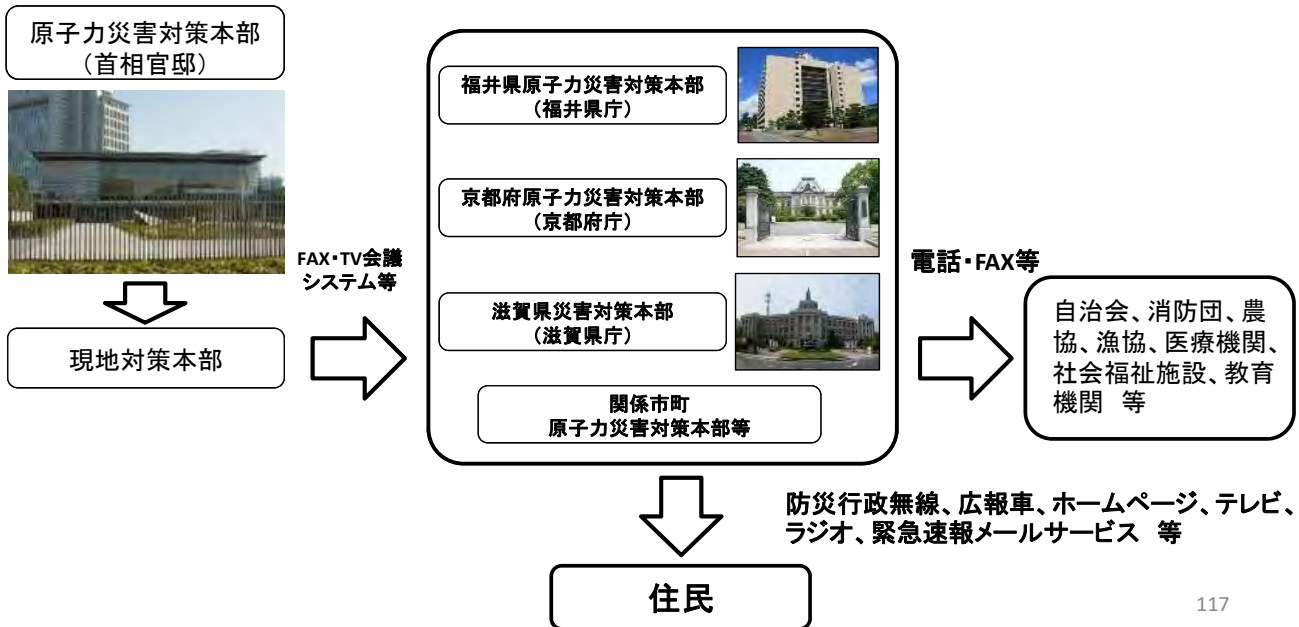 原子力災害対策本部
（首相官邸）
現地対策本部
FAX・TV会議
システム等
福井県原子力災害対策本部
（福井県庁）
京都府原子力災害対策本部
（京都府庁）
滋賀県災害対策本部
（滋賀県庁）
関係市町
原子力災害対策本部等
電話・FAX等
自治会、消防団、農
協、漁協、医療機関、
社会福祉施設、教育
機関　等
防災行政無線、広報車、ホームページ、テレビ、
ラジオ、緊急速報メールサービス　等
住民
117